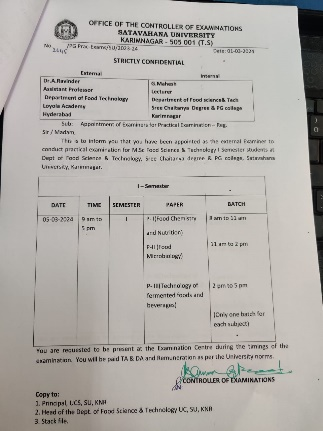 OFFICE OF THE CONTROLLER OF EXAMINATIONS
SATAVAHANA UNIVERSITY
KARIMNAGAR - 505 001 (T.S)
No. /PG Prac. Exams/SU/2023-24 Date: 01-03-2024
STRICTLY CONFIDENTIAL
External Internal
Dr.A.Ravinder G.Mahesh
Assistant Professor Lecturer
Department of Food Technology Department of Food science& Tech
Loyola Academy Sree Chaitanya Degree & PG college
Hyderabad Karimnagar
Sub: Appointment of Examiners for Practical Examination – Reg.
Sir / Madam,
This is to inform you that you have been appointed as the external Examiner to
conduct practical examination for M.Sc Food Science & Technology I Semester students at
Dept of Food Science & Technology, Sree Chaitanya degree & PG college, Satavahana
University, Karimnagar.
I – Semester
DATE TIME SEMESTER PAPER BATCH
05-03-2024 9 am to 5 pm I P-I(Food Chemistry and Nutrition) 9 am to 11 am
P-II (Food Microbiology) 11 am to 2 pm
P-III(Technology of fermented foods and beverages) 2 pm to 5 pm
(Only one batch for each subject)
You are requested to be present at the Examination Centre during the timings of the
examination. You will be paid TA & DA and Remuneration as per the University norms.
CONTROLLER OF EXAMINATIONS
Copy to:
1. Principal, UCS, SU, KNR
2. Head of the Dept. of Food Science & Technology UC, SU, KNR
3. Stack file.